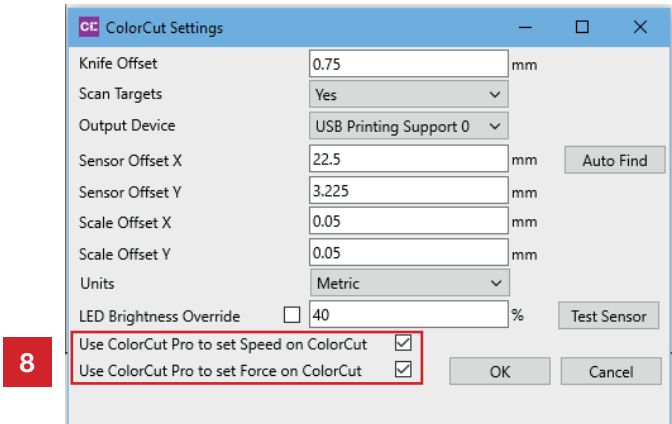 CC ColorCut Settings
Knife Offset 0.75 mm
Scan Targets Yes
Output Device USB Printing Support 0
Sensor Offset X 22.5 mm Auto Find
Sensor Offset Y 3.225 mm
Scale Offset X 0.05 mm
Scale Offset Y 0.05 mm
Units Metric
LED Brightness Override 40 % Test Sensor
Use ColorCut Pro to set Speed on ColorCut
8 Use ColorCut Pro to set Force on ColorCut OK Cancel